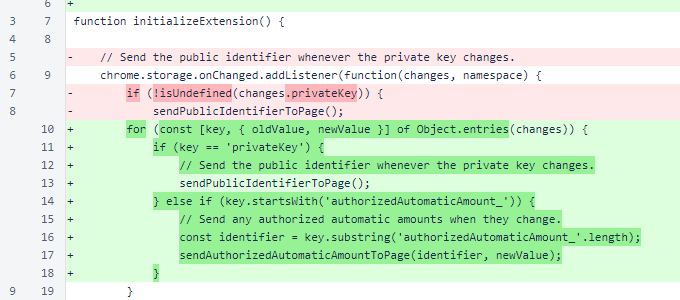 6 +
3 7 function initializeExtension() {
4 8
5 - // Send the public identifier whenever the private key changes.
6 9 chrome.storage.onChanged.addListener(function(changes, namespace) {
7 - if (!isUndefined(changes.privateKey)) {
8 - sendPublicIdentifierToPage();
10 + for (const [key, { oldValue, newValue }] of Object.entries(changes)) {
11 + if (key == 'privateKey') {
12 + // Send the public identifier whenever the private key changes.
13 + sendPublicIdentifierToPage();
14 + } else if (key.startsWith('authorizedAutomaticAmount_')) {
15 + // Send any authorized automatic amounts when they change.
16 + const identifier = key.substring('authorizedAutomaticAmount_'.length);
17 + sendAuthorizedAutomaticAmountToPage(identifier, newValue);
18 + }
9 19 }